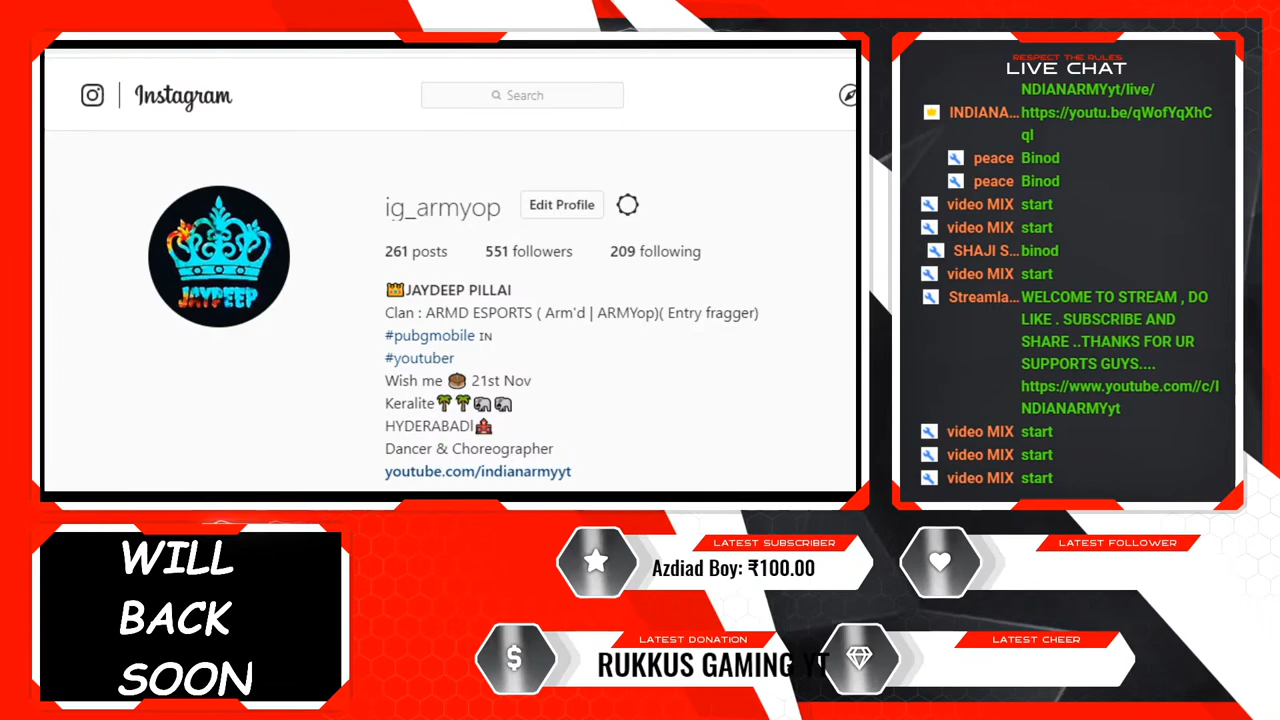 Instagram
Search
JAYDEEP
ig_armyop
Edit Profile
261 posts 551 followers 209 following
👑JAYDEEP PILLAI
Clan : ARMD ESPORTS ( Arm'd | ARMYop)( Entry fragger)
#pubgmobile IN
#youtuber
Wish me 🎂 21st Nov
Keralite🌴🌴🐘🐘
HYDERABADI🏰
Dancer & Choreographer
youtube.com/indianarmyyt
RESPECT THE RULES
LIVE CHAT
NDIANARMYyt/live/
INDIANA... https://youtu.be/qWofYqXhC
ql
peace Binod
peace Binod
video MIX start
video MIX start
SHAJI S... binod
video MIX start
Streamla... WELCOME TO STREAM , DO
LIKE . SUBSCRIBE AND
SHARE ..THANKS FOR UR
SUPPORTS GUYS....
https://www.youtube.com//c/I
NDIANARMYyt
video MIX start
video MIX start
video MIX start
WILL
BACK
SOON
LATEST SUBSCRIBER
Azdiad Boy: ₹100.00
LATEST FOLLOWER
LATEST DONATION
RUKKUS GAMING YT
LATEST CHEER